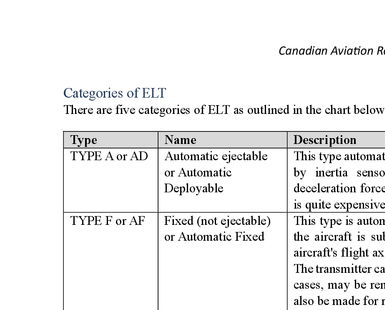 Canadian Aviation
Categories of ELT
There are five categories of ELT as outlined in the chart below
Type Name Description
TYPE A or AD Automatic ejectable This type automat
or Automatic by inertia senso
Deployable deceleration force
is quite expensive
TYPE F or AF Fixed (not ejectable) This type is autom
or Automatic Fixed the aircraft is sub
aircraft's flight ax
The transmitter ca
cases, may be ren
also be made for r